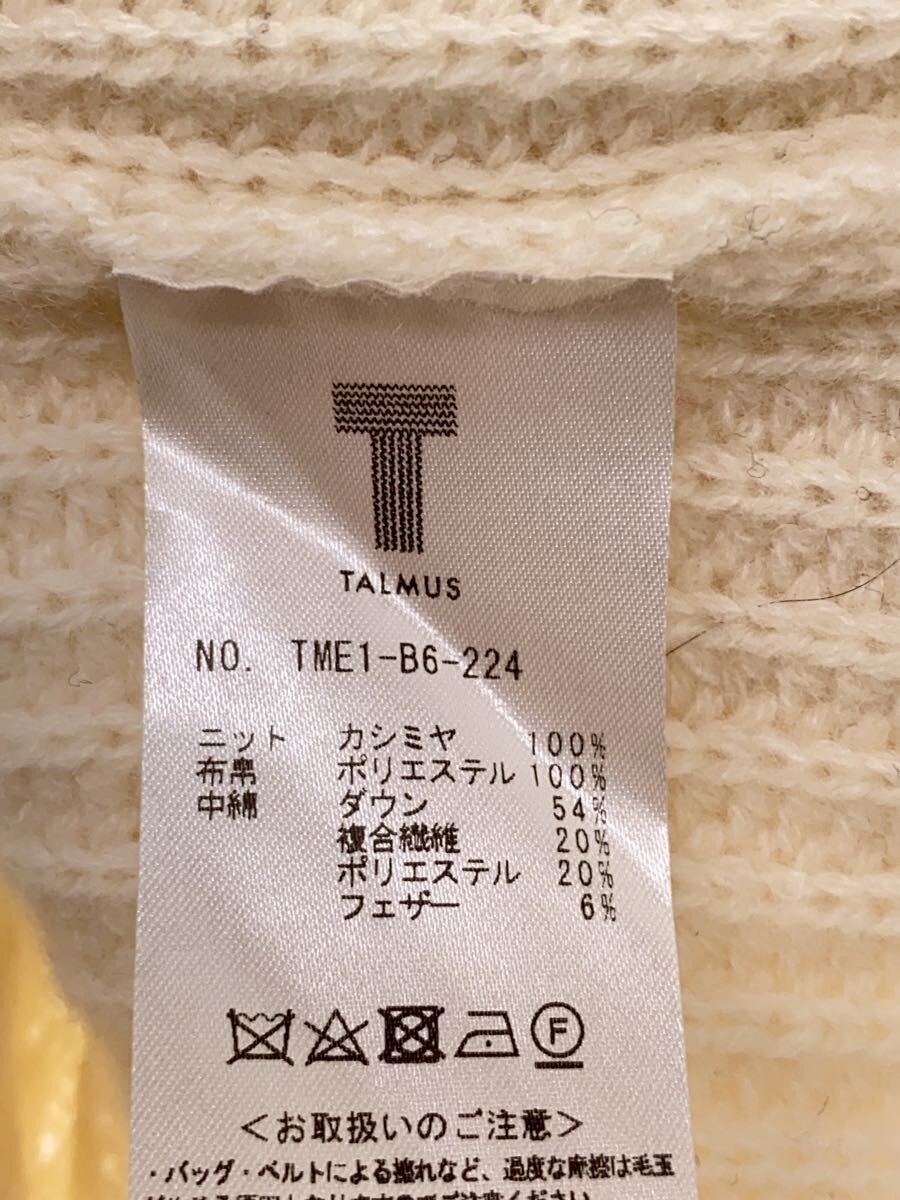 T
TALMUS
NO. TME1-B6-224
ニット カシミヤ 100%
布帛 ポリエステル 100%
中綿 ダウン 54%
複合繊維 20%
ポリエステル 20%
フェザー 6%
F
<お取扱いのご注意>
・バッグ・ベルトによる擦れなど、過度な摩擦は毛玉